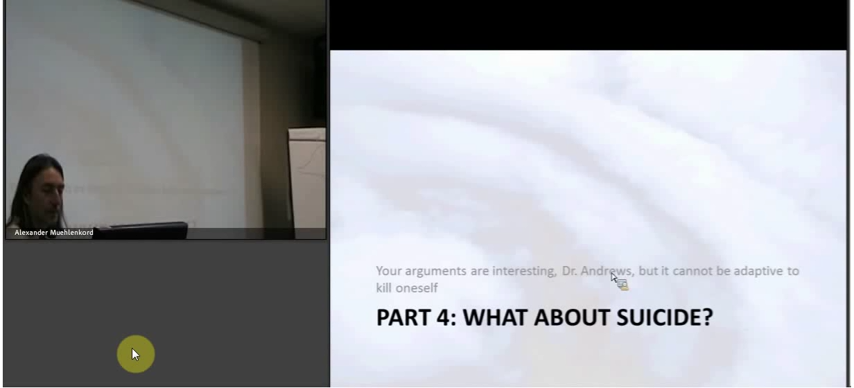 Alexander Muehlenkord
Your arguments are interesting, Dr. Andrews, but it cannot be adaptive to
kill oneself
PART 4: WHAT ABOUT SUICIDE?